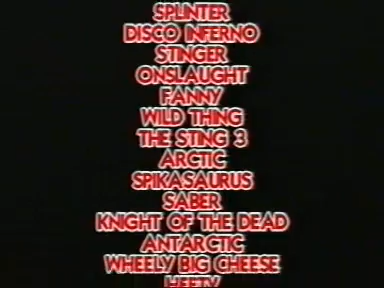 SPLINTER
DISCO INFERNO
STINGER
ONSLAUGHT
FANNY
WILD THING
THE STING 3
ARCTIC
SPIKASAURUS
SABER
KNIGHT OF THE DEAD
ANTARCTIC
WHEELY BIG CHEESE